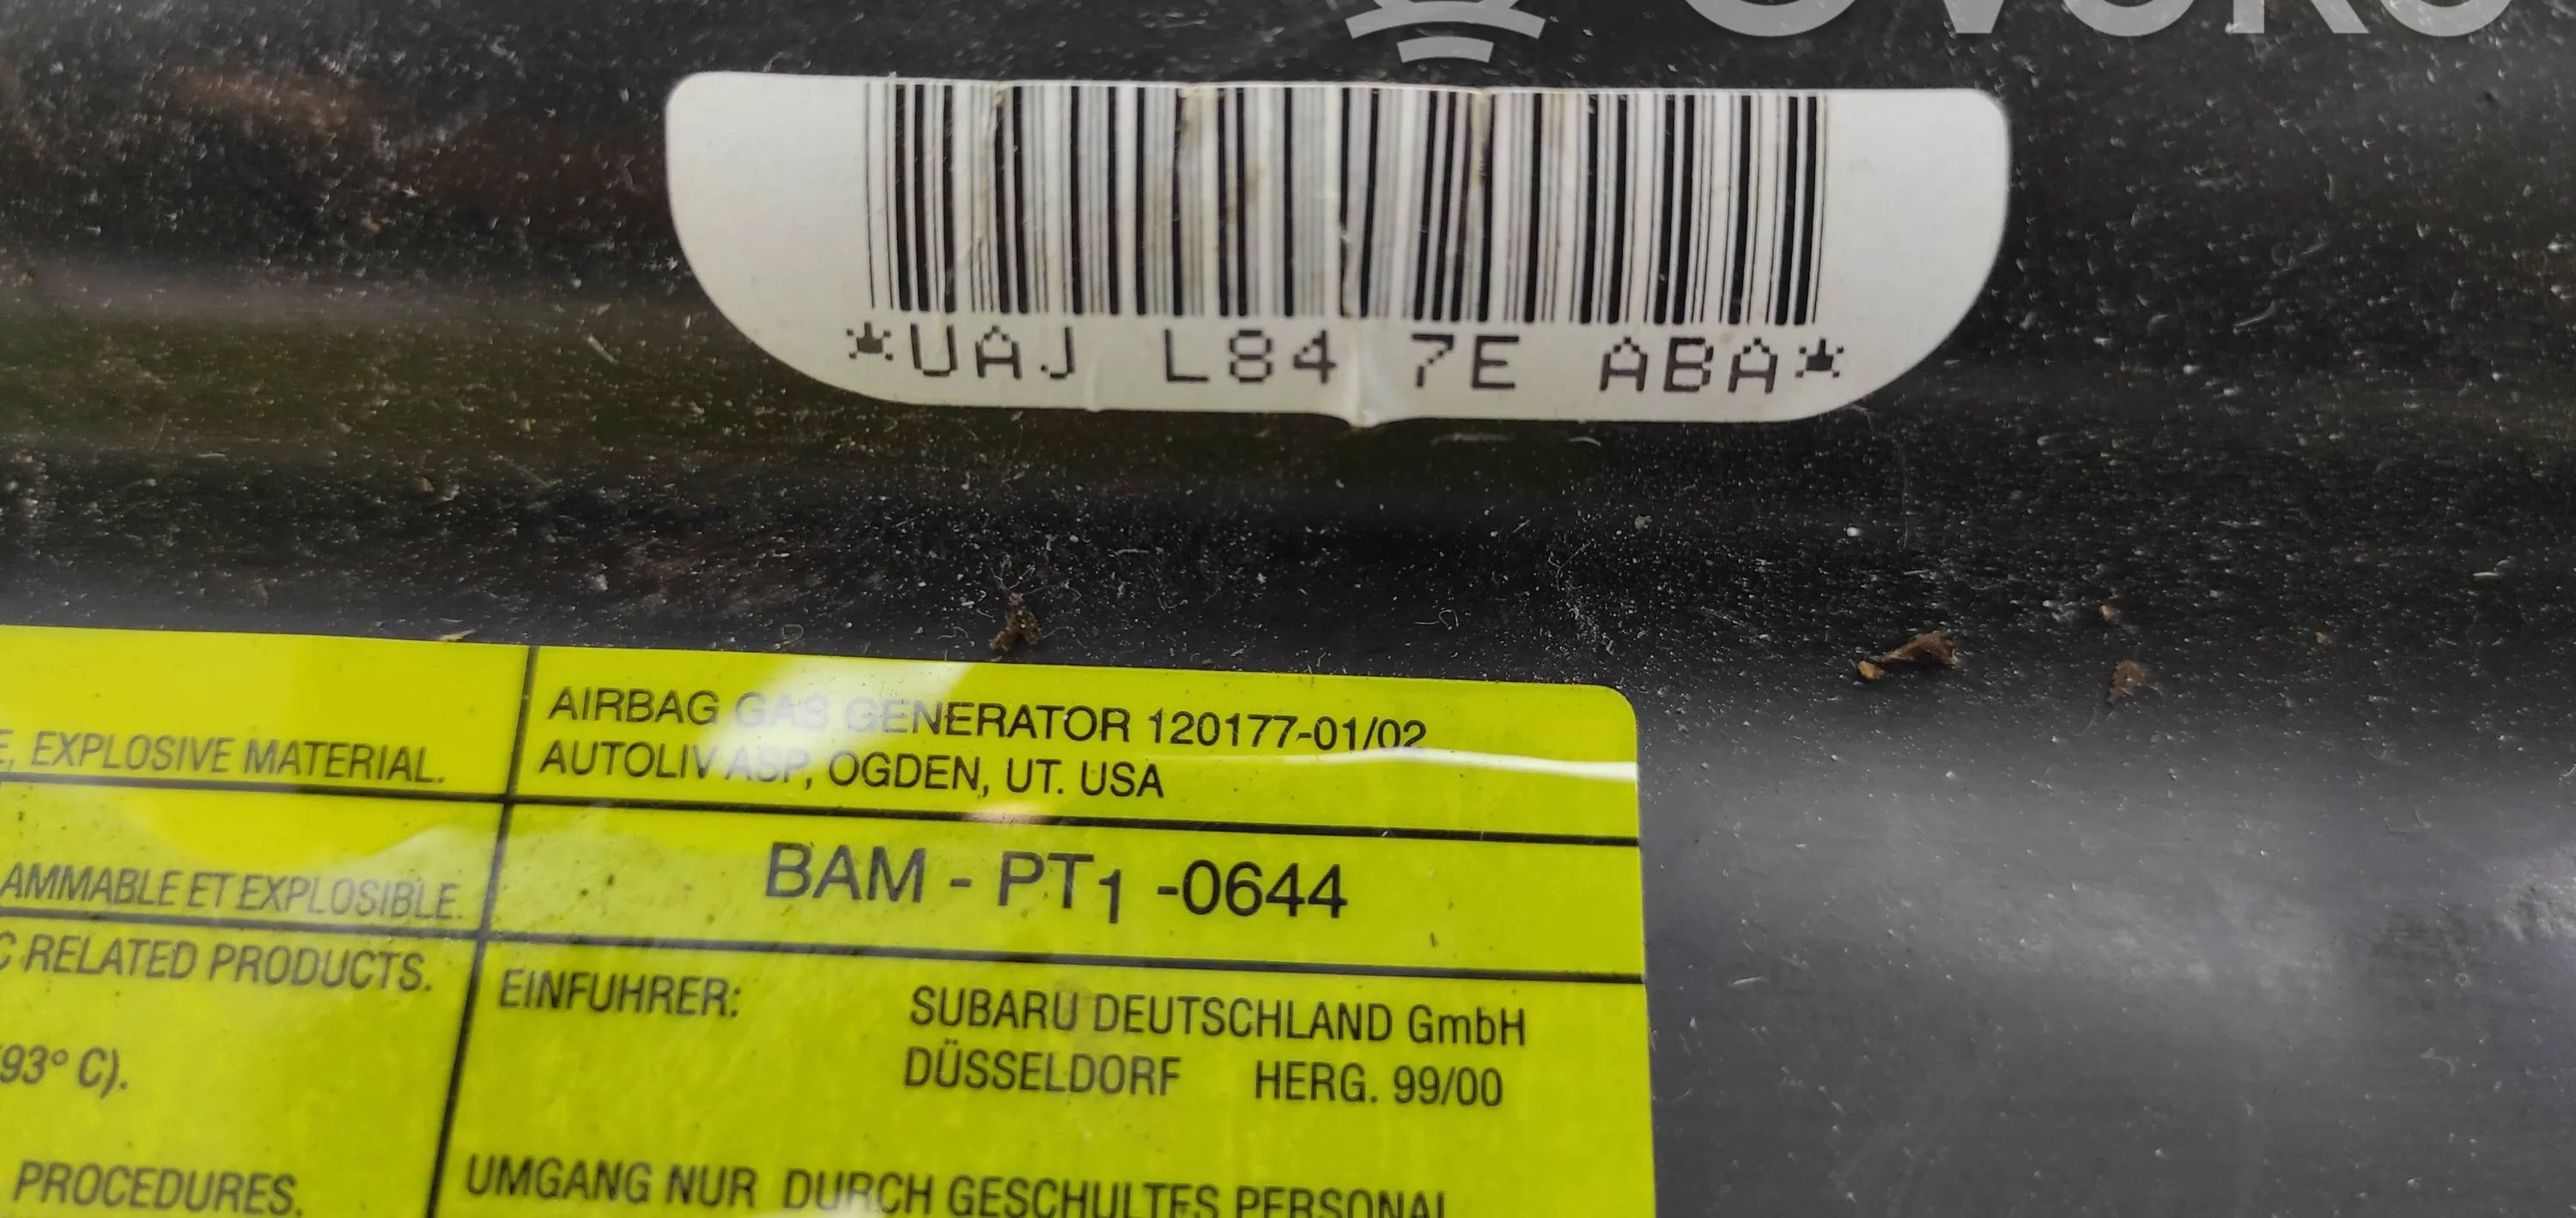 *UAJ L84 7E ABA*
E, EXPLOSIVE MATERIAL.
AMMABLE ET EXPLOSIBLE.
C RELATED PRODUCTS.
93° C).
PROCEDURES.
AIRBAG GAS GENERATOR 120177-01/02
AUTOLIV ASP, OGDEN, UT. USA
BAM - PT1 -0644
EINFUHRER: SUBARU DEUTSCHLAND GmbH
DÜSSELDORF HERG. 99/00
UMGANG NUR DURCH GESCHULTES PERSONAL